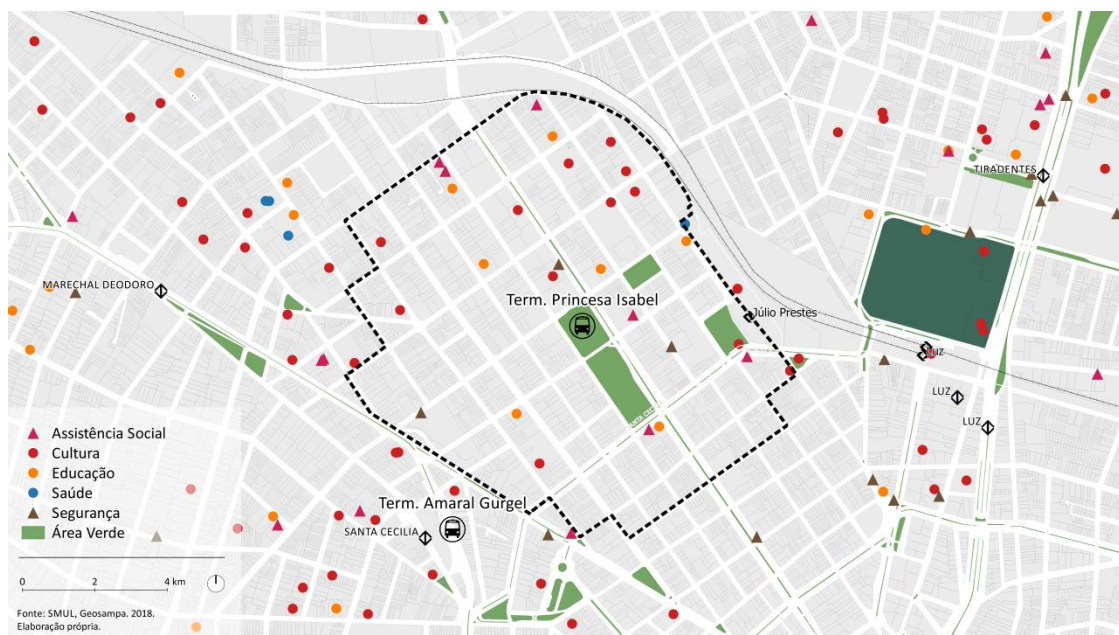 TIRADENTES
MARECHAL DEODORO
Term. Princesa Isabel
Júlio Prestes
Luz
LUZ
LUZ
Assistência Social
Cultura
Educação
Saúde
Segurança
Área Verde
Term. Amaral Gurgel
SANTA CECILIA
0 2 4 km
Fonte: SMUL, Geosampa. 2018.
Elaboração própria.